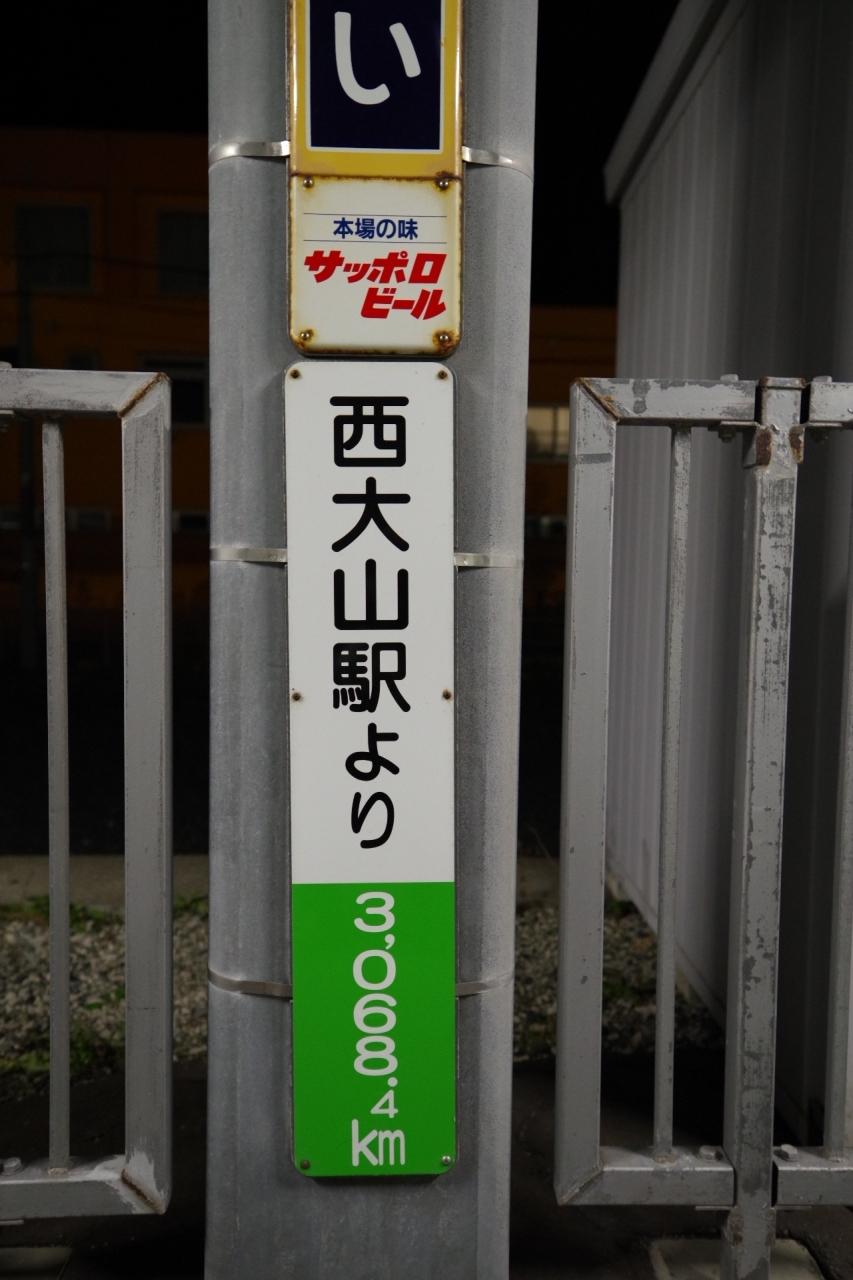 い
本場の味
サッポロ
ビール
西大山駅より
3,068.4
km